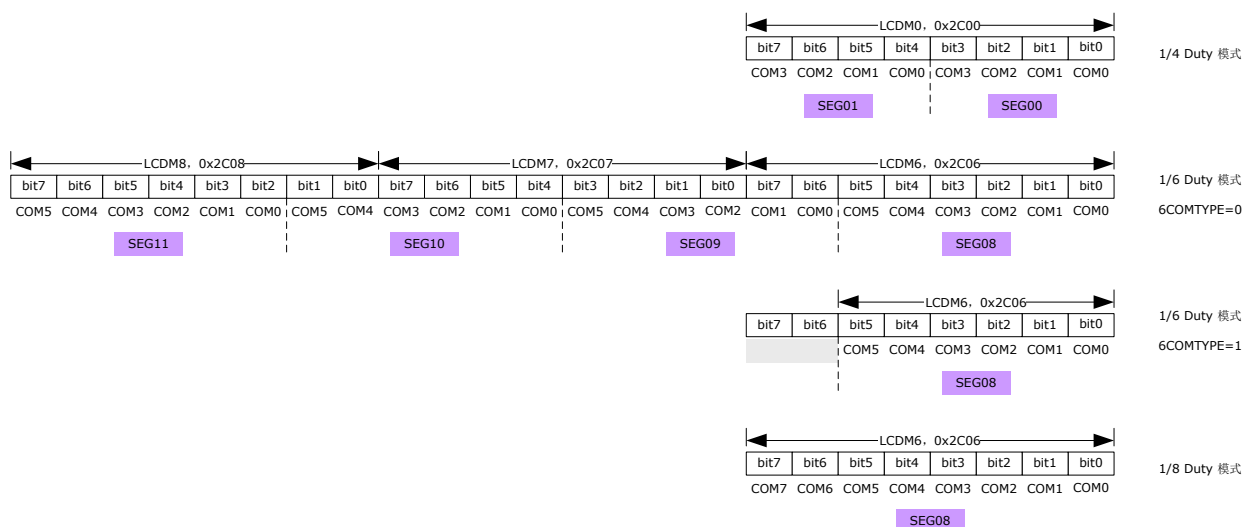 LCDM0，0x2C00
bit7 bit6 bit5 bit4 bit3 bit2 bit1 bit0 1/4 Duty 模式
COM3 COM2 COM1 COM0 COM3 COM2 COM1 COM0
SEG01 SEG00
LCDM8，0x2C08 LCDM7，0x2C07 LCDM6，0x2C06
bit7 bit6 bit5 bit4 bit3 bit2 bit1 bit0 bit7 bit6 bit5 bit4 bit3 bit2 bit1 bit0 bit7 bit6 bit5 bit4 bit3 bit2 bit1 bit0 1/6 Duty 模式
COM5 COM4 COM3 COM2 COM1 COM0 COM5 COM4 COM3 COM2 COM1 COM0 COM5 COM4 COM3 COM2 COM1 COM0 COM5 COM4 COM3 COM2 COM1 COM0 6COMTYPE=0
SEG11 SEG10 SEG09 SEG08
LCDM6，0x2C06
bit7 bit6 bit5 bit4 bit3 bit2 bit1 bit0 1/6 Duty 模式
COM5 COM4 COM3 COM2 COM1 COM0 6COMTYPE=1
SEG08
LCDM6，0x2C06
bit7 bit6 bit5 bit4 bit3 bit2 bit1 bit0 1/8 Duty 模式
COM7 COM6 COM5 COM4 COM3 COM2 COM1 COM0
SEG08